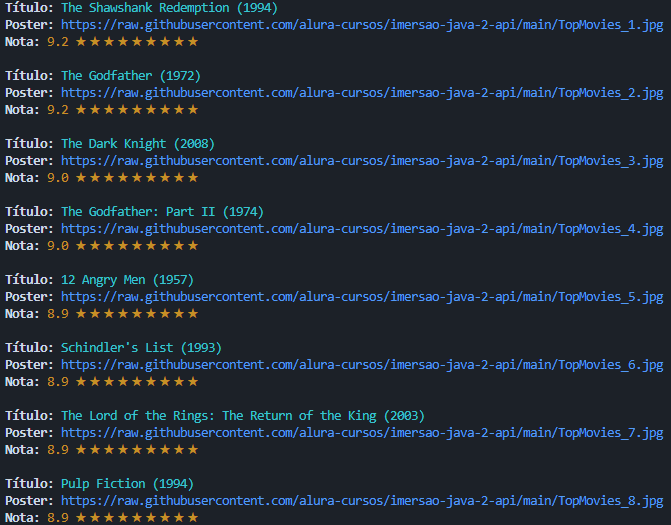 Título: The Shawshank Redemption (1994)
Poster: https://raw.githubusercontent.com/alura-cursos/imersao-java-2-api/main/TopMovies_1.jpg
Nota: 9.2 ★★★★★★★★★
Título: The Godfather (1972)
Poster: https://raw.githubusercontent.com/alura-cursos/imersao-java-2-api/main/TopMovies_2.jpg
Nota: 9.2 ★★★★★★★★★
Título: The Dark Knight (2008)
Poster: https://raw.githubusercontent.com/alura-cursos/imersao-java-2-api/main/TopMovies_3.jpg
Nota: 9.0 ★★★★★★★★★
Título: The Godfather: Part II (1974)
Poster: https://raw.githubusercontent.com/alura-cursos/imersao-java-2-api/main/TopMovies_4.jpg
Nota: 9.0 ★★★★★★★★★
Título: 12 Angry Men (1957)
Poster: https://raw.githubusercontent.com/alura-cursos/imersao-java-2-api/main/TopMovies_5.jpg
Nota: 8.9 ★★★★★★★★★
Título: Schindler's List (1993)
Poster: https://raw.githubusercontent.com/alura-cursos/imersao-java-2-api/main/TopMovies_6.jpg
Nota: 8.9 ★★★★★★★★★
Título: The Lord of the Rings: The Return of the King (2003)
Poster: https://raw.githubusercontent.com/alura-cursos/imersao-java-2-api/main/TopMovies_7.jpg
Nota: 8.9 ★★★★★★★★★
Título: Pulp Fiction (1994)
Poster: https://raw.githubusercontent.com/alura-cursos/imersao-java-2-api/main/TopMovies_8.jpg
Nota: 8.9 ★★★★★★★★★